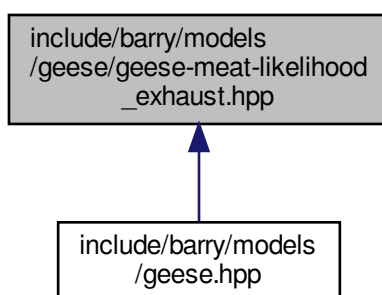 include/barry/models
/geese/geese-meat-likelihood
_exhaust.hpp
include/barry/models
/geese.hpp